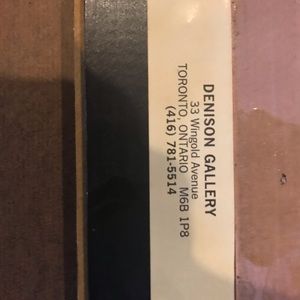 DENISON GALLERY
33 Wingold Avenue
TORONTO, ONTARIO M6B 1P8
(416) 781-5514